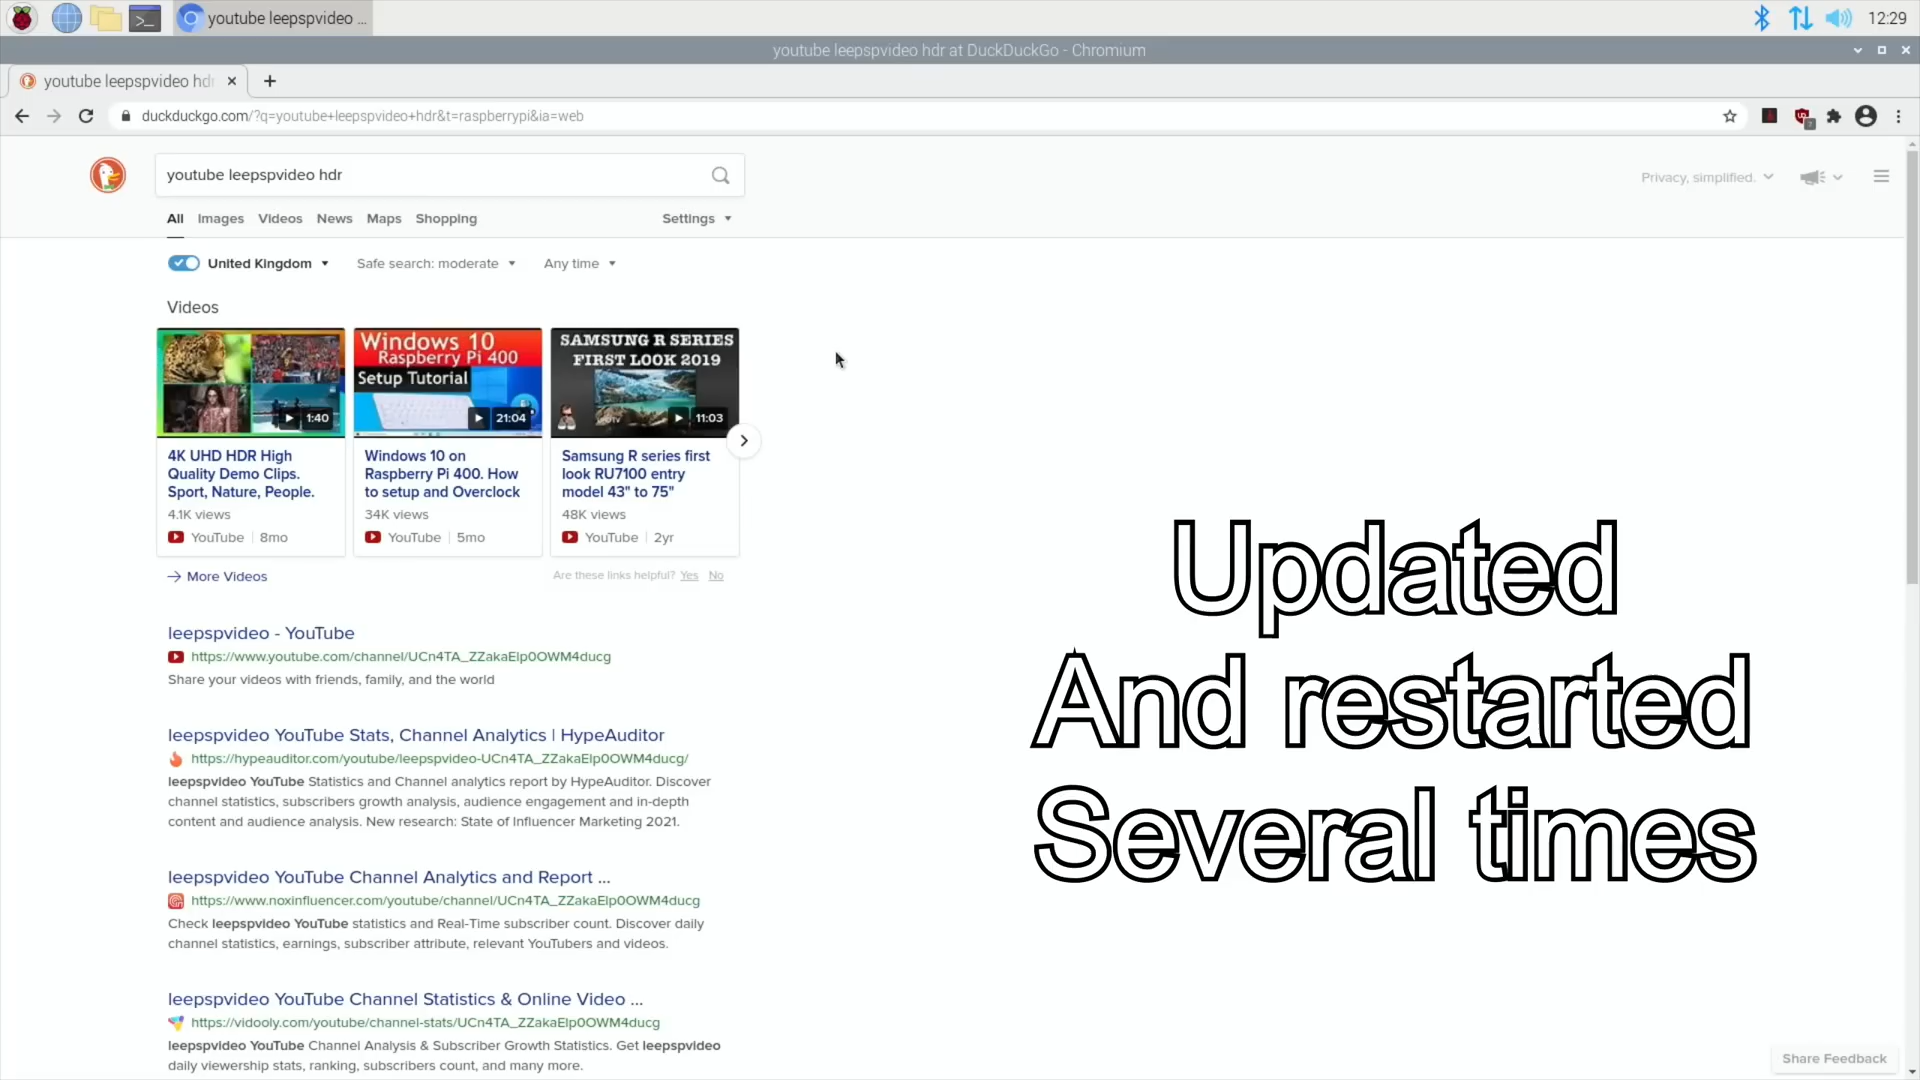 youtube leepspvideo ...
12:29
youtube leepspvideo hdr at DuckDuckGo - Chromium
youtube leepspvideo hd
duckduckgo.com/?q=youtube+leepspvideo+hdr&t=raspberrypi&ia=web
youtube leepspvideo hdr
Privacy, simplified.
All Images Videos News Maps Shopping Settings
United Kingdom Safe search: moderate Any time
Videos
Windows 10
Raspberry Pi 400
Setup Tutorial
SAMSUNG R SERIES
FIRST LOOK 2019
1:40
21:04
11:03
4K UHD HDR High
Quality Demo Clips.
Sport, Nature, People.
4.1K views
YouTube 8mo
Windows 10 on
Raspberry Pi 400. How
to setup and Overclock
34K views
YouTube 5mo
Samsung R series first
look RU7100 entry
model 43" to 75"
48K views
YouTube 2yr
More Videos
Are these links helpful? Yes No
leepspvideo - YouTube
https://www.youtube.com/channel/UCn4TA_ZZakaElp0OWM4ducg
Share your videos with friends, family, and the world
leepspvideo YouTube Stats, Channel Analytics | HypeAuditor
https://hypeauditor.com/youtube/leepspvideo-UCn4TA_ZZakaElp0OWM4ducg/
leepspvideo YouTube Statistics and Channel analytics report by HypeAuditor. Discover
channel statistics, subscribers growth analysis, audience engagement and in-depth
content and audience analysis. New research: State of Influencer Marketing 2021.
leepspvideo YouTube Channel Analytics and Report ...
https://www.noxinfluencer.com/youtube/channel/UCn4TA_ZZakaElp0OWM4ducg
Check leepspvideo YouTube statistics and Real-Time subscriber count. Discover daily
channel statistics, earnings, subscriber attribute, relevant YouTubers and videos.
leepspvideo YouTube Channel Statistics & Online Video ...
https://vidooly.com/youtube/channel-stats/UCn4TA_ZZakaElp0OWM4ducg
leepspvideo YouTube Channel Analysis & Subscriber Growth Statistics. Get leepspvideo
daily viewership stats, ranking, subscribers count, and many more.
Updated
And restarted
Several times
Share Feedback